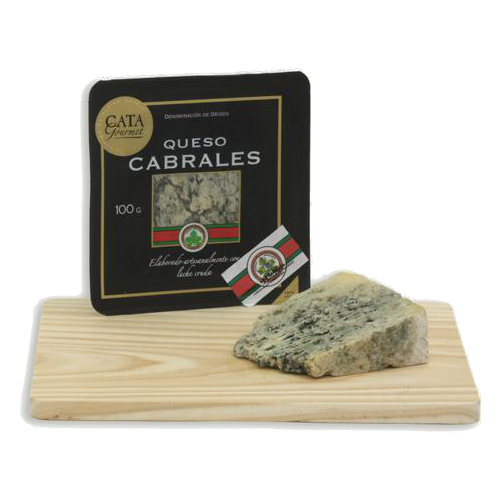 CATA
Gourmet
DENOMINACIÓN DE ORIGEN
QUESO
CABRALES
100 G
Elaborado artesanalmente con
leche cruda